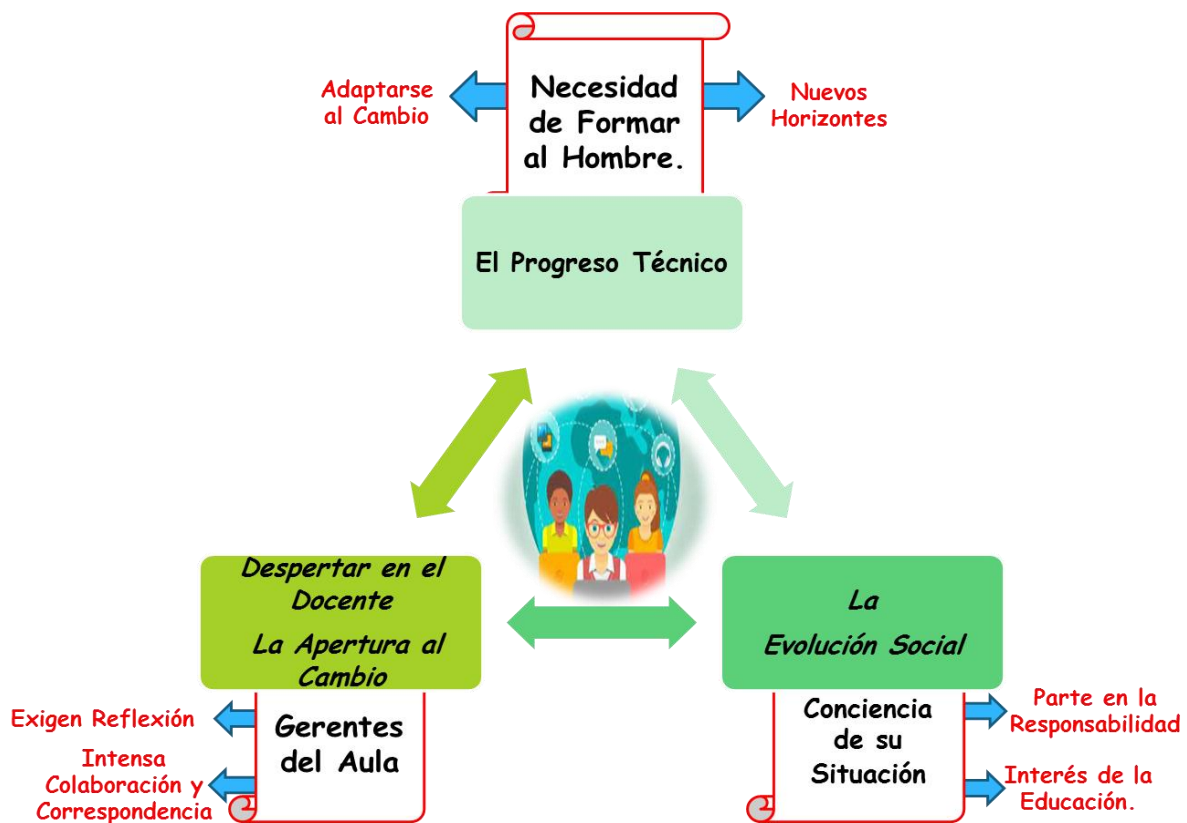 Necesidad
de Formar
al Hombre.
Adaptarse
al Cambio
Nuevos
Horizontes
El Progreso Técnico
Despertar en el
Docente
La Apertura al
Cambio
Gerentes
del Aula
Exigen Reflexión
Intensa
Colaboración y
Correspondencia
La
Evolución Social
Conciencia
de su
Situación
Parte en la
Responsabilidad
Interés de la
Educación.